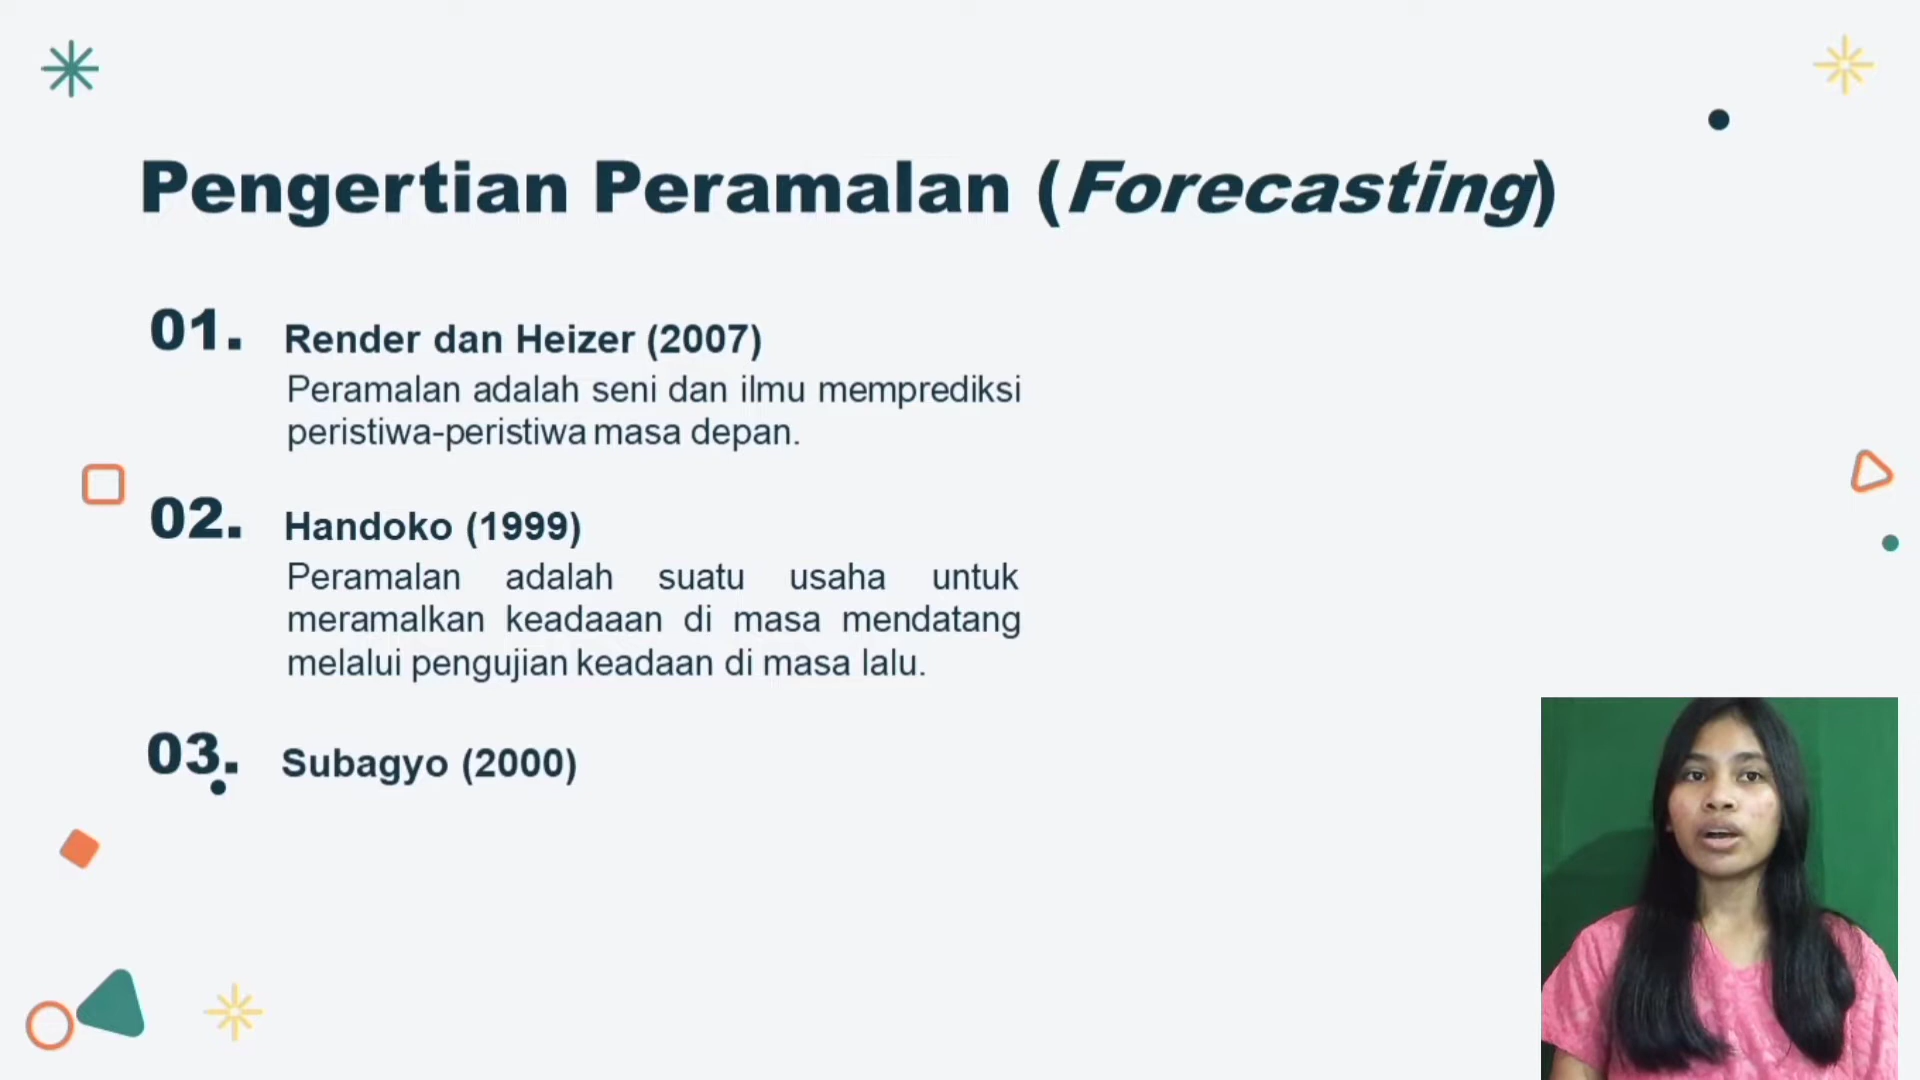 Pengertian Peramalan (Forecasting)
01. Render dan Heizer (2007)
Peramalan adalah seni dan ilmu memprediksi
peristiwa-peristiwa masa depan.
02. Handoko (1999)
Peramalan adalah suatu usaha untuk
meramalkan keadaaan di masa mendatang
melalui pengujian keadaan di masa lalu.
03. Subagyo (2000)